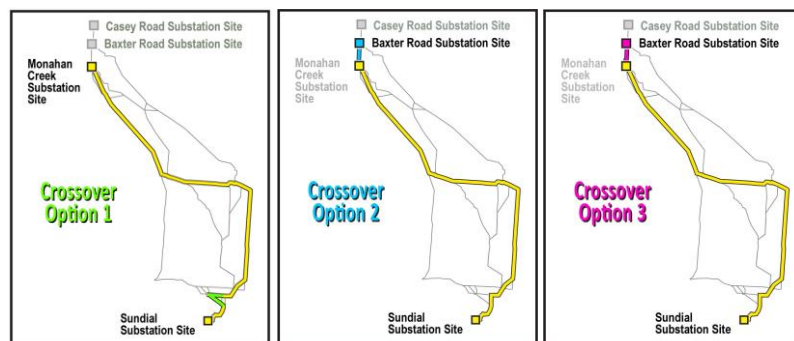 Casey Road Substation Site
Baxter Road Substation Site
Monahan
Creek
Substation
Site
Crossover
Option 1
Sundial
Substation Site
Casey Road Substation Site
Baxter Road Substation Site
Monahan
Creek
Substation
Site
Crossover
Option 2
Sundial
Substation Site
Casey Road Substation Site
Baxter Road Substation Site
Monahan
Creek
Substation
Site
Crossover
Option 3
Sundial
Substation Site